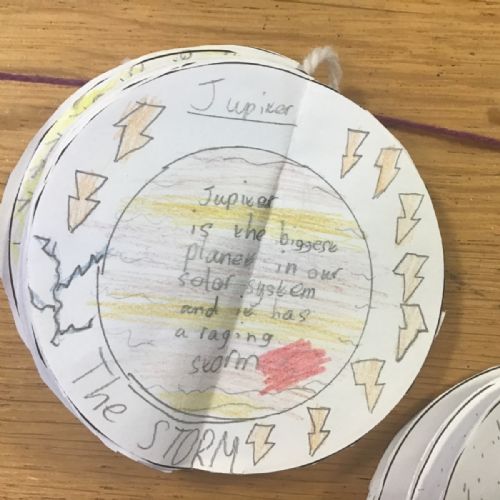 Jupiter
Jupiter
is the biggest
planet in our
solar system
and it has
a raging
storm
The STORM